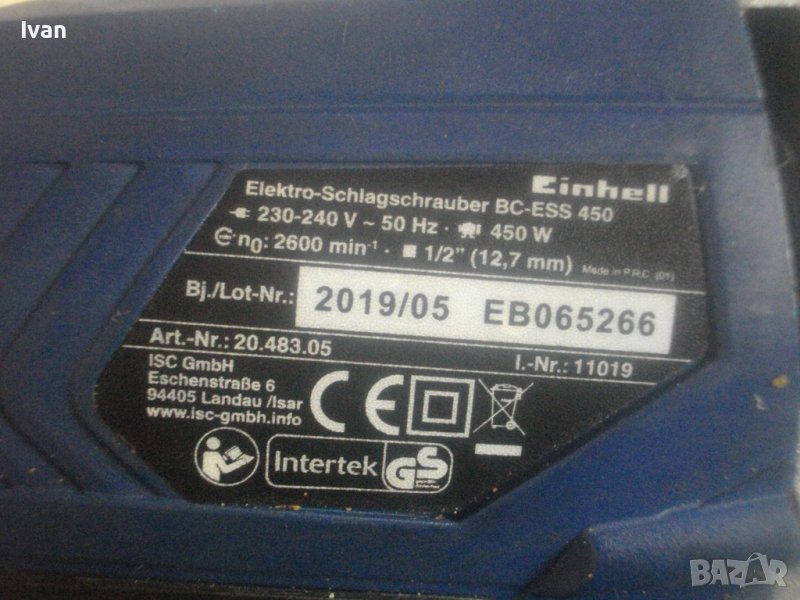 Ivan
Einhell
Elektro-Schlagschrauber BC-ESS 450
230-240 V ~ 50 Hz · 450 W
n₀: 2600 min⁻¹ · 1/2" (12,7 mm) Made in P.R.C. (01)
Bj./Lot-Nr.: 2019/05 EB065266
Art.-Nr.: 20.483.05 I.-Nr.: 11019
ISC GmbH
Eschenstraße 6
94405 Landau /Isar
www.isc-gmbh.info
CE
Intertek GS
BAZAR